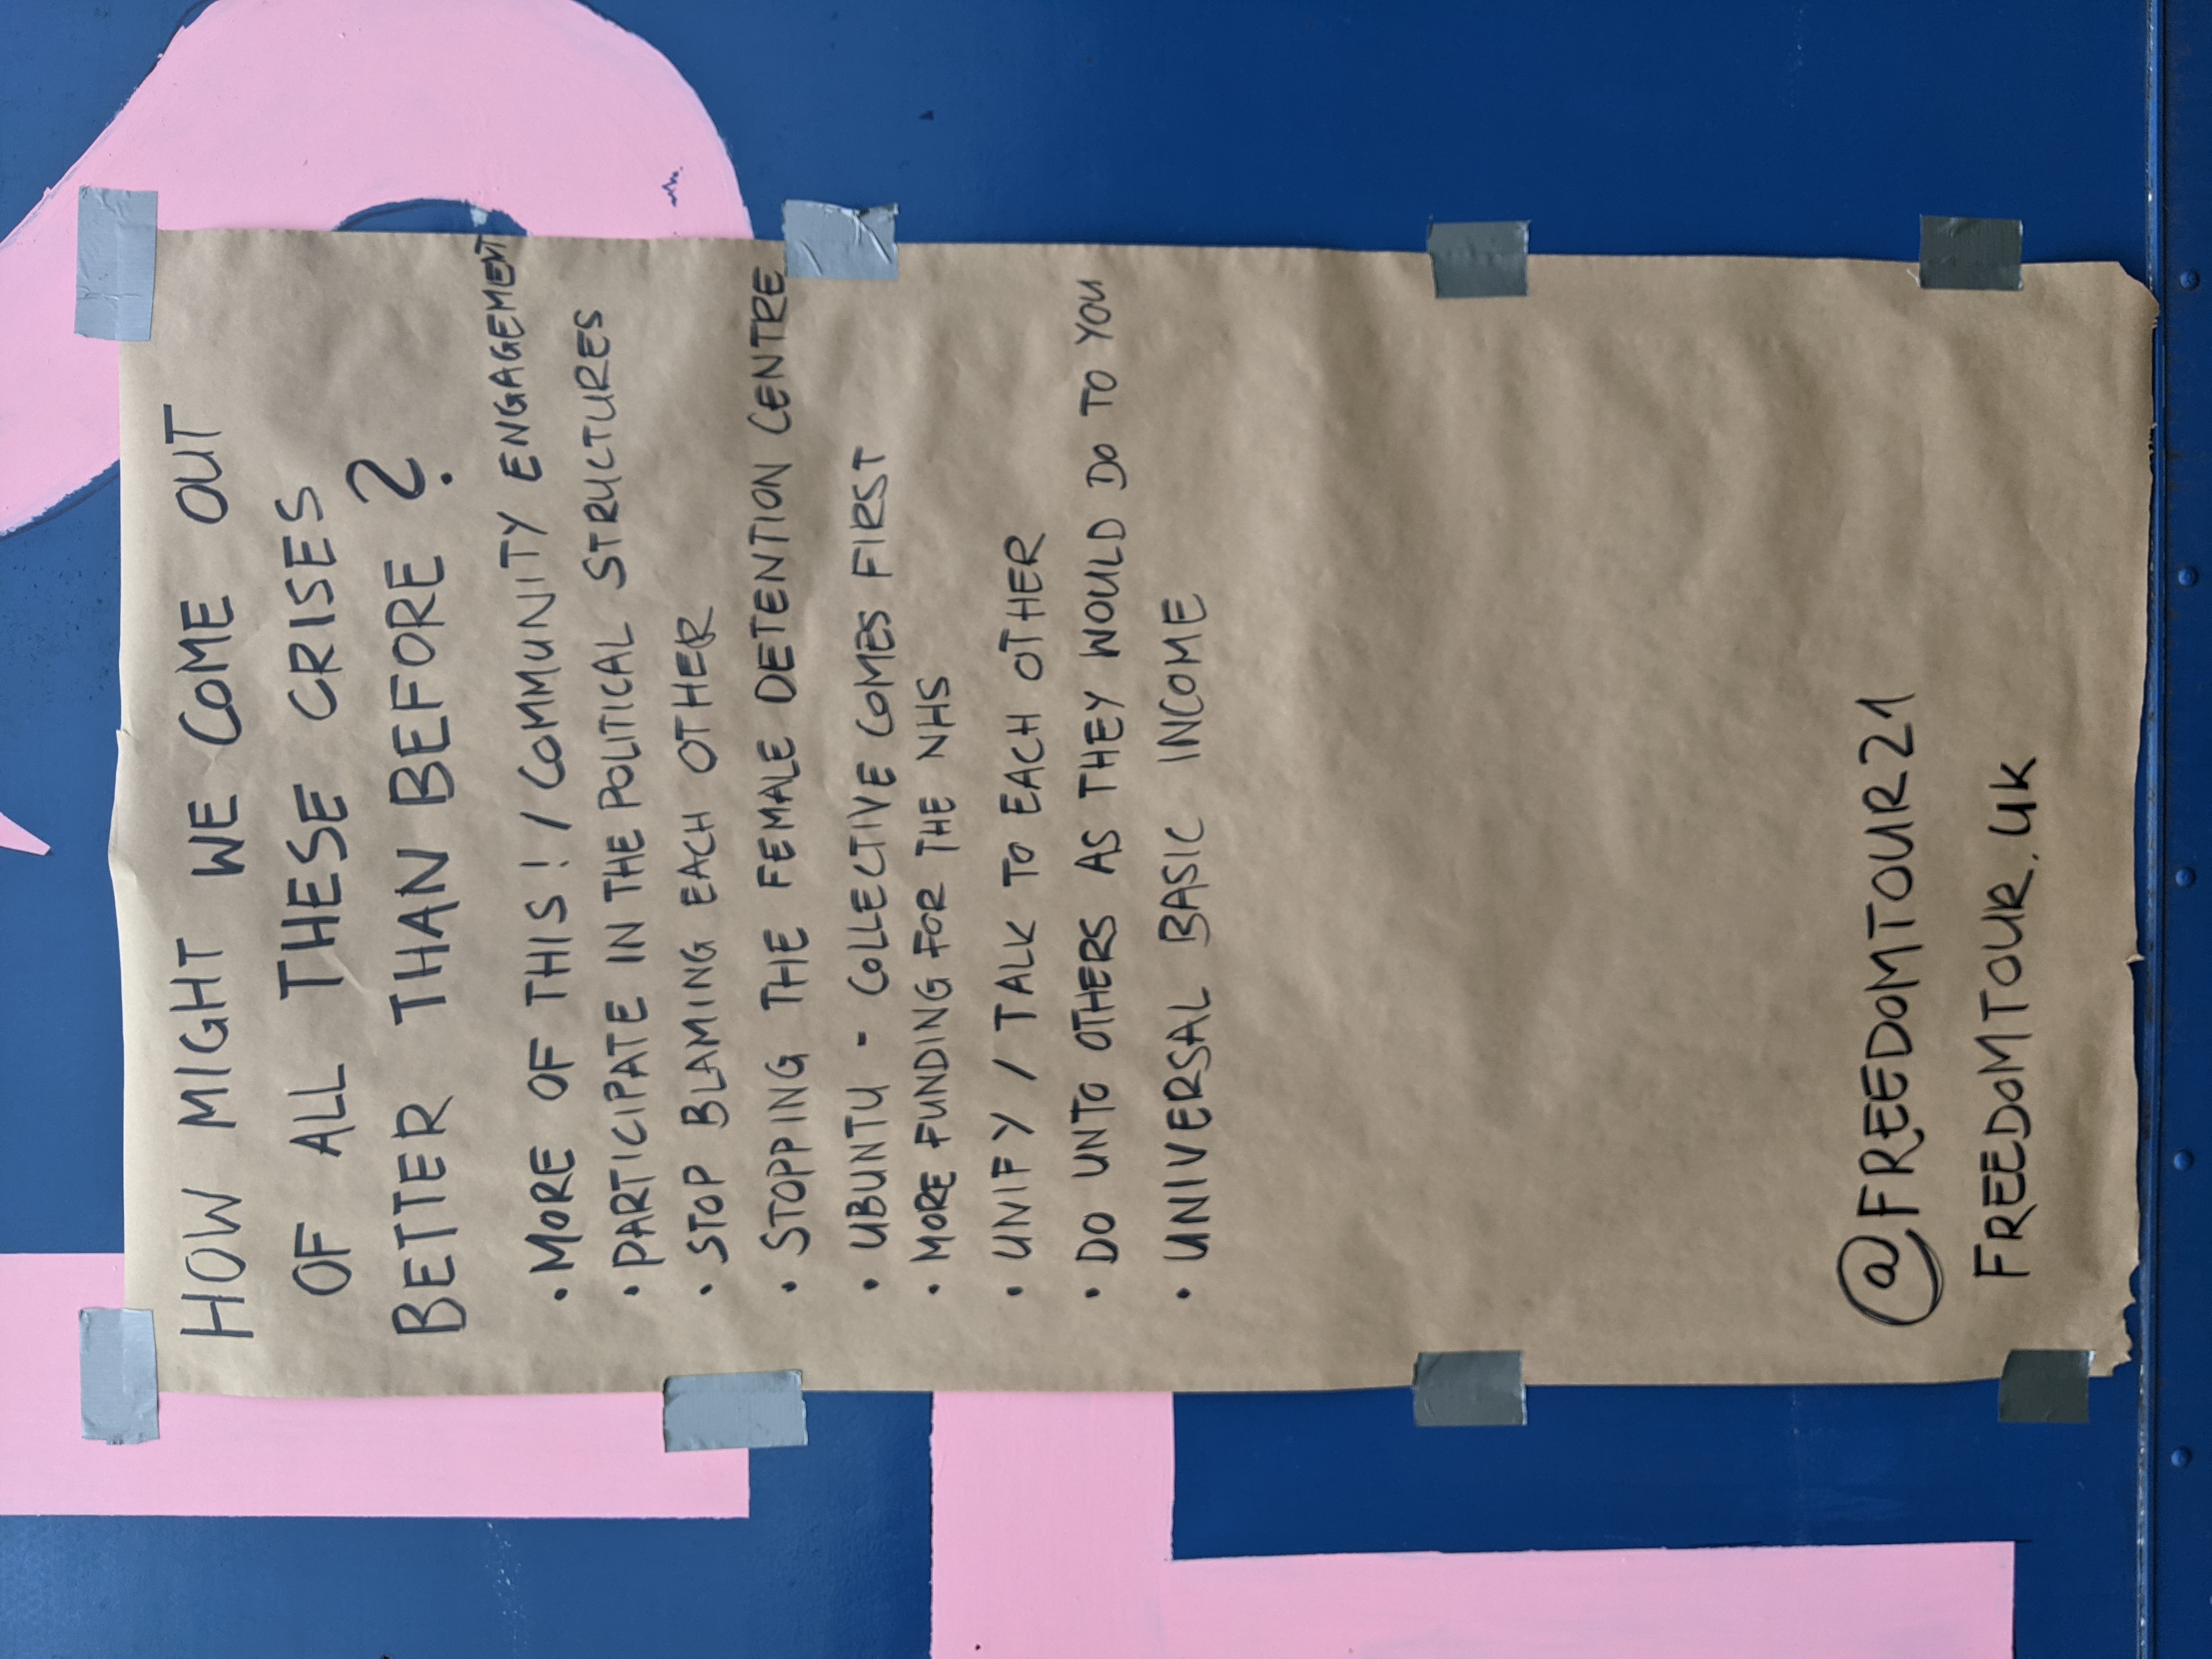 HOW MIGHT WE COME OUT
OF ALL THESE CRISES
BETTER THAN BEFORE ?
• MORE OF THIS ! / COMMUNITY ENGAGEMENT
• PARTICIPATE IN THE POLITICAL STRUCTURES
• STOP BLAMING EACH OTHER
• STOPPING THE FEMALE DETENTION CENTRE
• UBUNTU - COLLECTIVE COMES FIRST
• MORE FUNDING FOR THE NHS
• UNIFY / TALK TO EACH OTHER
• DO UNTO OTHERS AS THEY WOULD DO TO YOU
• UNIVERSAL BASIC INCOME
@FREEDOMTOUR21
FREEDOMTOUR.UK